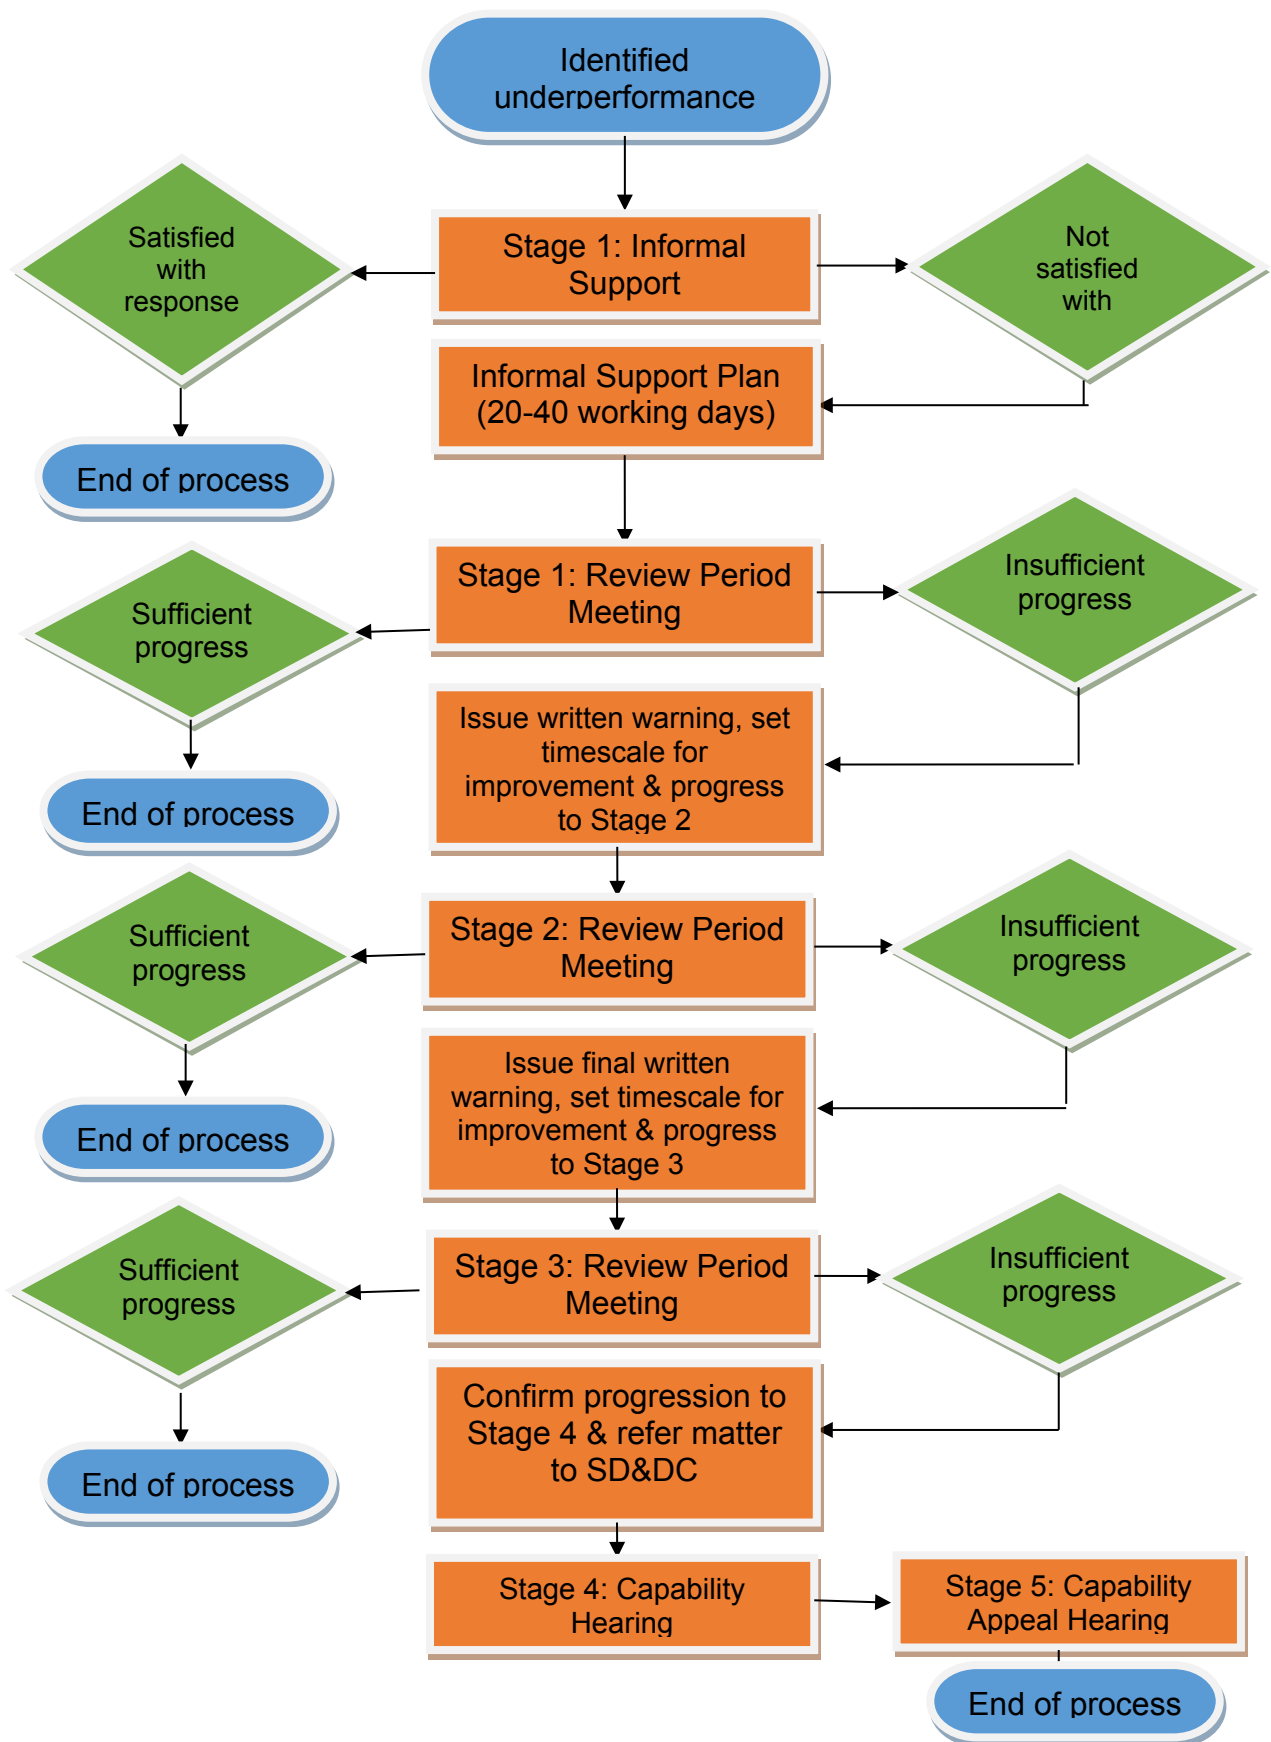 Identified
underperformance
Satisfied
with
response
Stage 1: Informal
Support
Not
satisfied
with
Informal Support Plan
(20-40 working days)
End of process
Stage 1: Review Period
Meeting
Insufficient
progress
Sufficient
progress
Issue written warning, set
timescale for
improvement & progress
to Stage 2
End of process
Sufficient
progress
Stage 2: Review Period
Meeting
Insufficient
progress
Issue final written
warning, set timescale for
improvement & progress
to Stage 3
End of process
Sufficient
progress
Stage 3: Review Period
Meeting
Insufficient
progress
Confirm progression to
Stage 4 & refer matter
to SD&DC
End of process
Stage 4: Capability
Hearing
Stage 5: Capability
Appeal Hearing
End of process